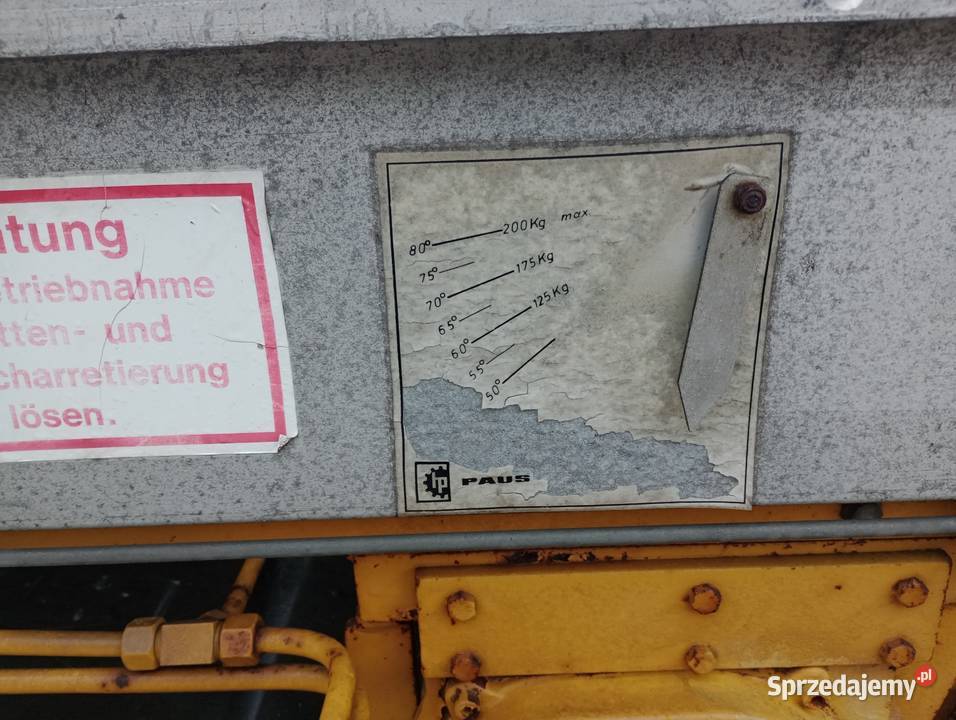 tung
triebnahme
tten- und
charretierung
lösen.
80° 200Kg max.
75°
70° 175Kg
65°
60° 125Kg
55°
50°
hp PAUS
Sprzedajemy.pl